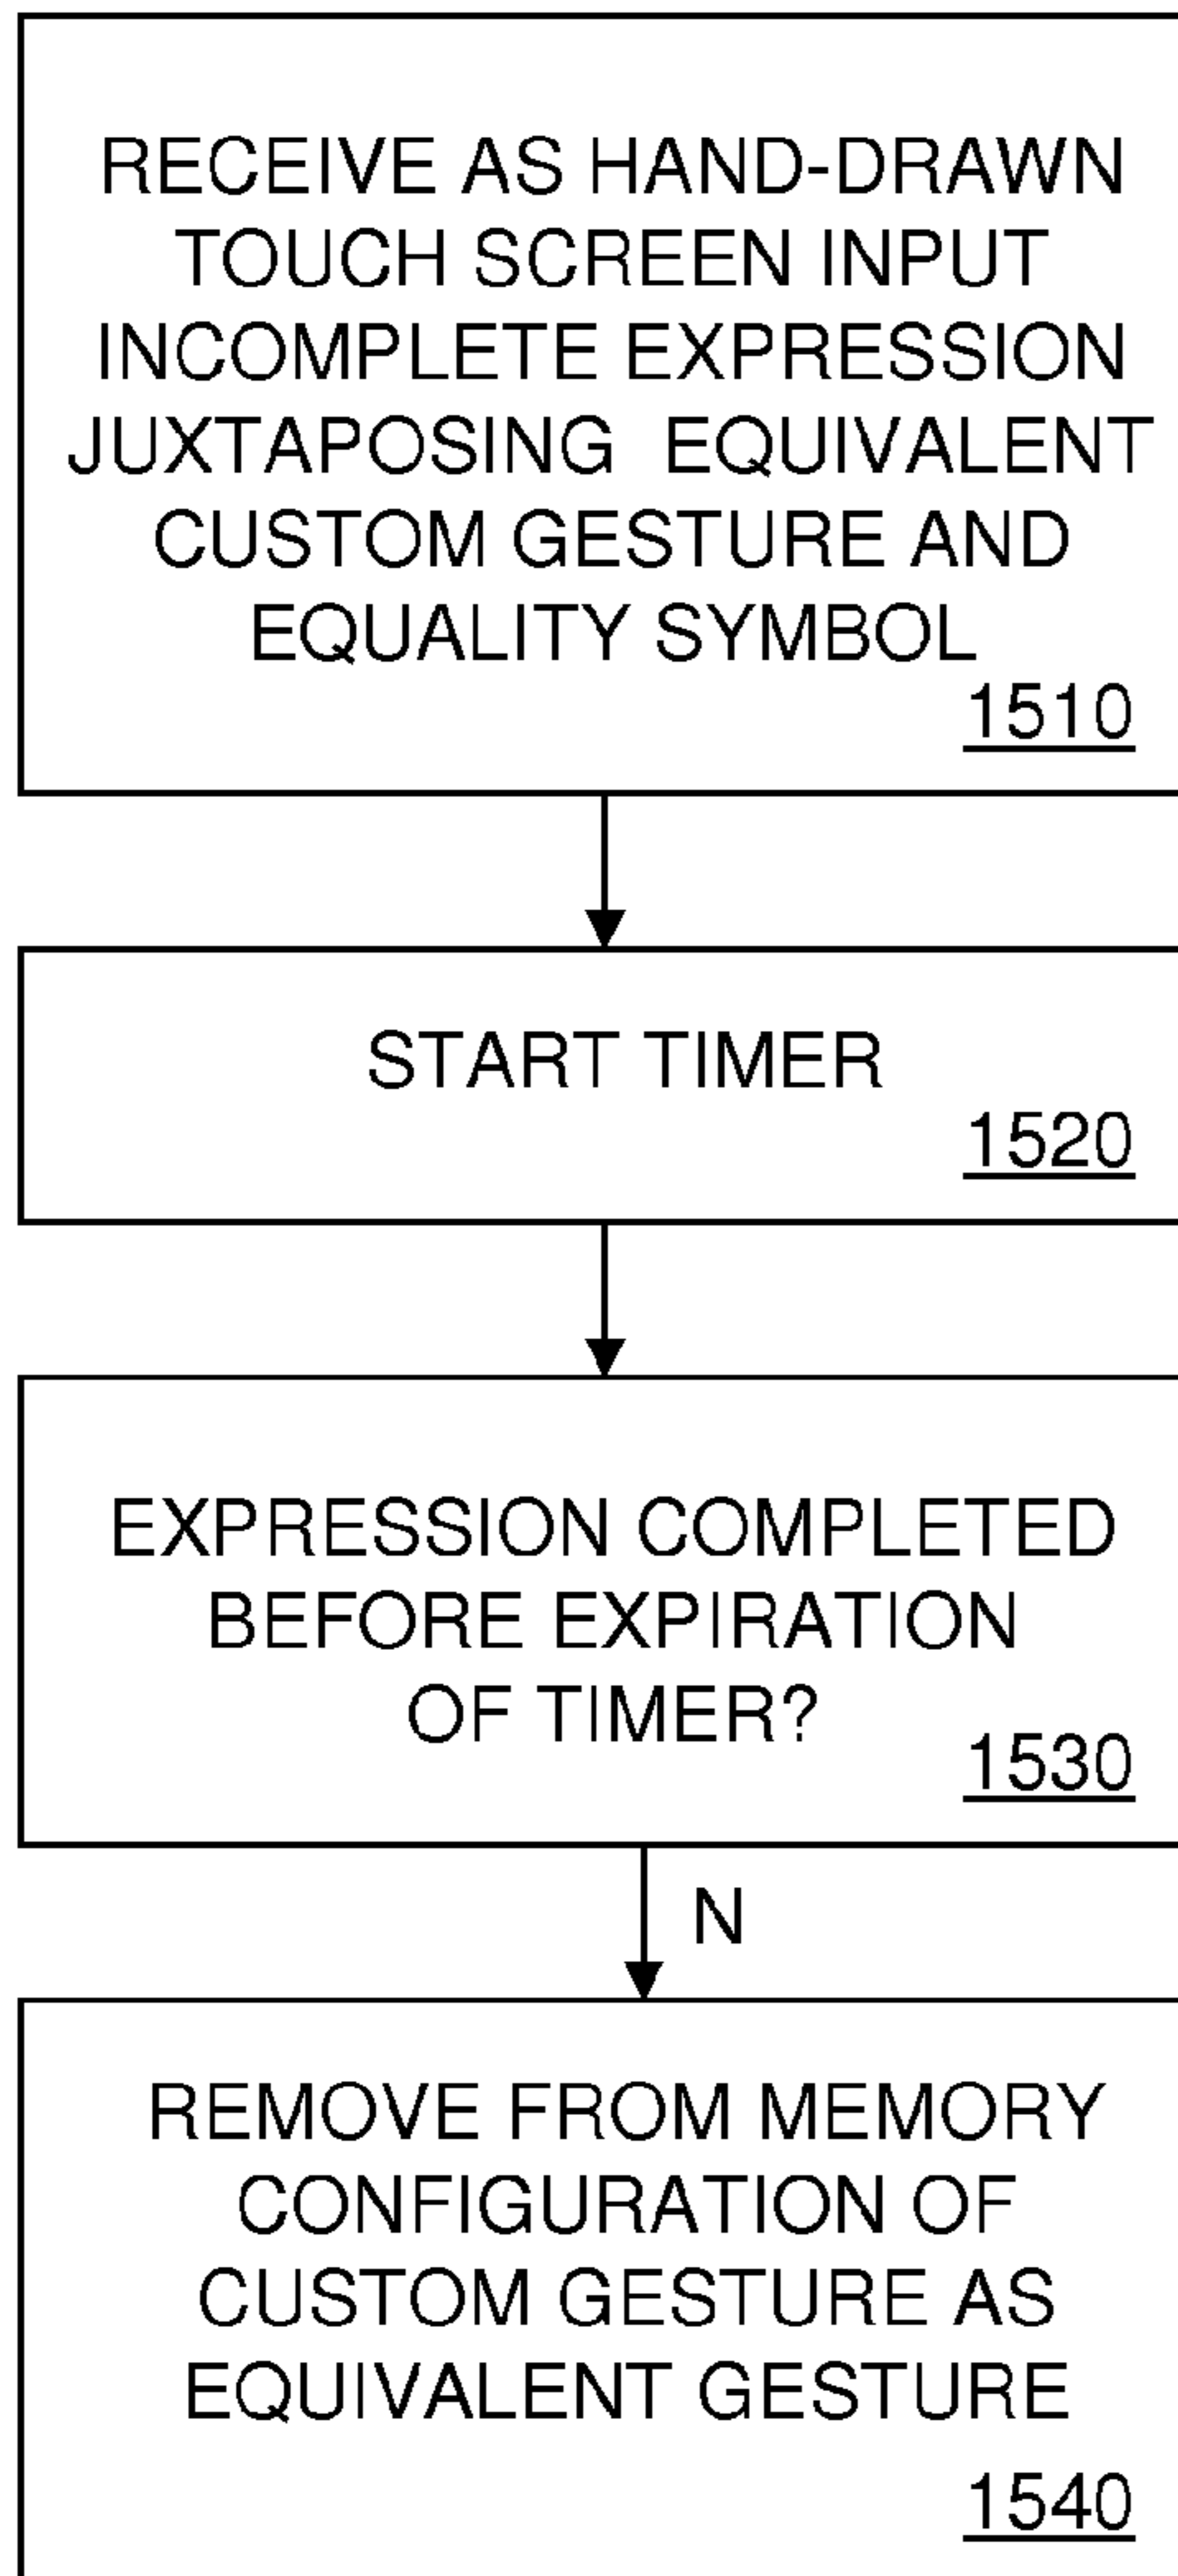 RECEIVE AS HAND-DRAWN
TOUCH SCREEN INPUT
INCOMPLETE EXPRESSION
JUXTAPOSING EQUIVALENT
CUSTOM GESTURE AND
EQUALITY SYMBOL
1510
START TIMER
1520
EXPRESSION COMPLETED
BEFORE EXPIRATION
OF TIMER?
1530
N
REMOVE FROM MEMORY
CONFIGURATION OF
CUSTOM GESTURE AS
EQUIVALENT GESTURE
1540